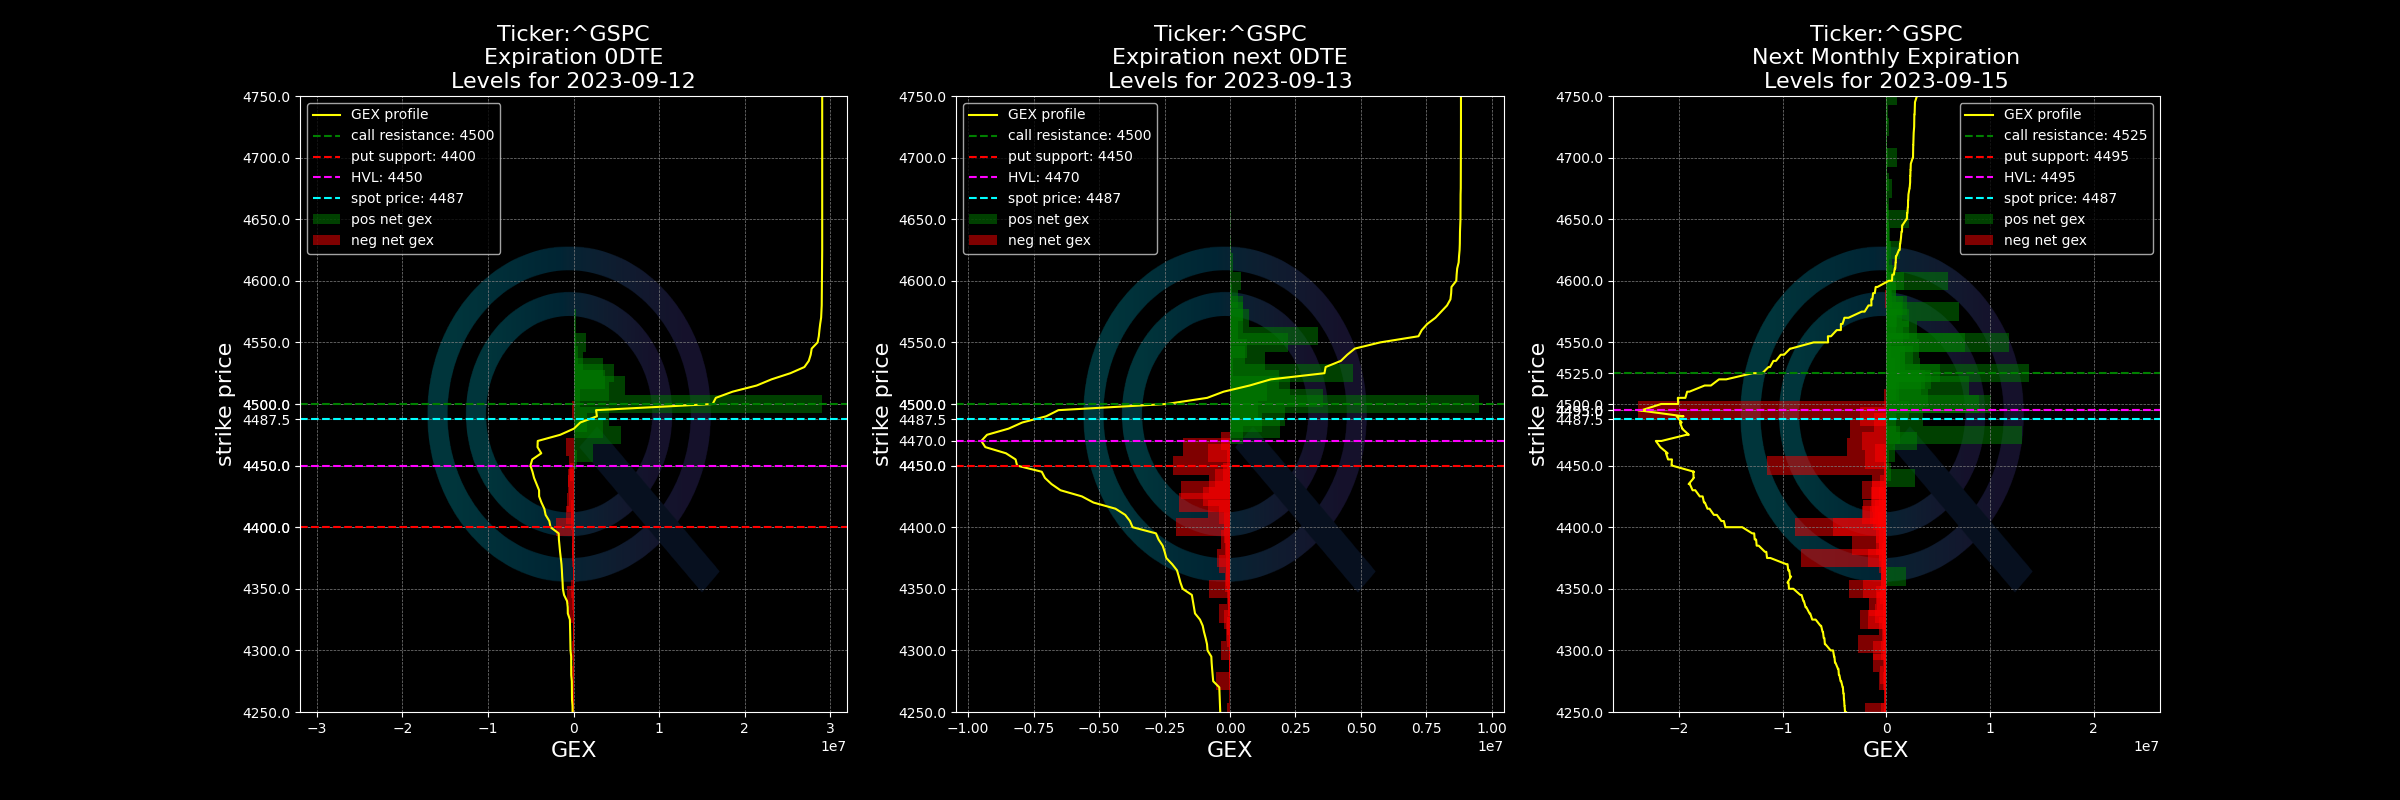 Ticker:^GSPC
Expiration 0DTE
Levels for 2023-09-12
GEX profile
call resistance: 4500
put support: 4400
HVL: 4450
spot price: 4487
pos net gex
neg net gex
strike price
4750.0
4700.0
4650.0
4600.0
4550.0
4500.0
4487.5
4450.0
4400.0
4350.0
4300.0
4250.0
−3 −2 −1 0 1 2 3
1e7
GEX
Ticker:^GSPC
Expiration next 0DTE
Levels for 2023-09-13
GEX profile
call resistance: 4500
put support: 4450
HVL: 4470
spot price: 4487
pos net gex
neg net gex
strike price
4750.0
4700.0
4650.0
4600.0
4550.0
4500.0
4487.5
4470.0
4450.0
4400.0
4350.0
4300.0
4250.0
−1.00 −0.75 −0.50 −0.25 0.00 0.25 0.50 0.75 1.00
1e7
GEX
Ticker:^GSPC
Next Monthly Expiration
Levels for 2023-09-15
GEX profile
call resistance: 4525
put support: 4495
HVL: 4495
spot price: 4487
pos net gex
neg net gex
strike price
4750.0
4700.0
4650.0
4600.0
4550.0
4525.0
4500.0
4495.0
4487.5
4450.0
4400.0
4350.0
4300.0
4250.0
−2 −1 0 1 2
1e7
GEX